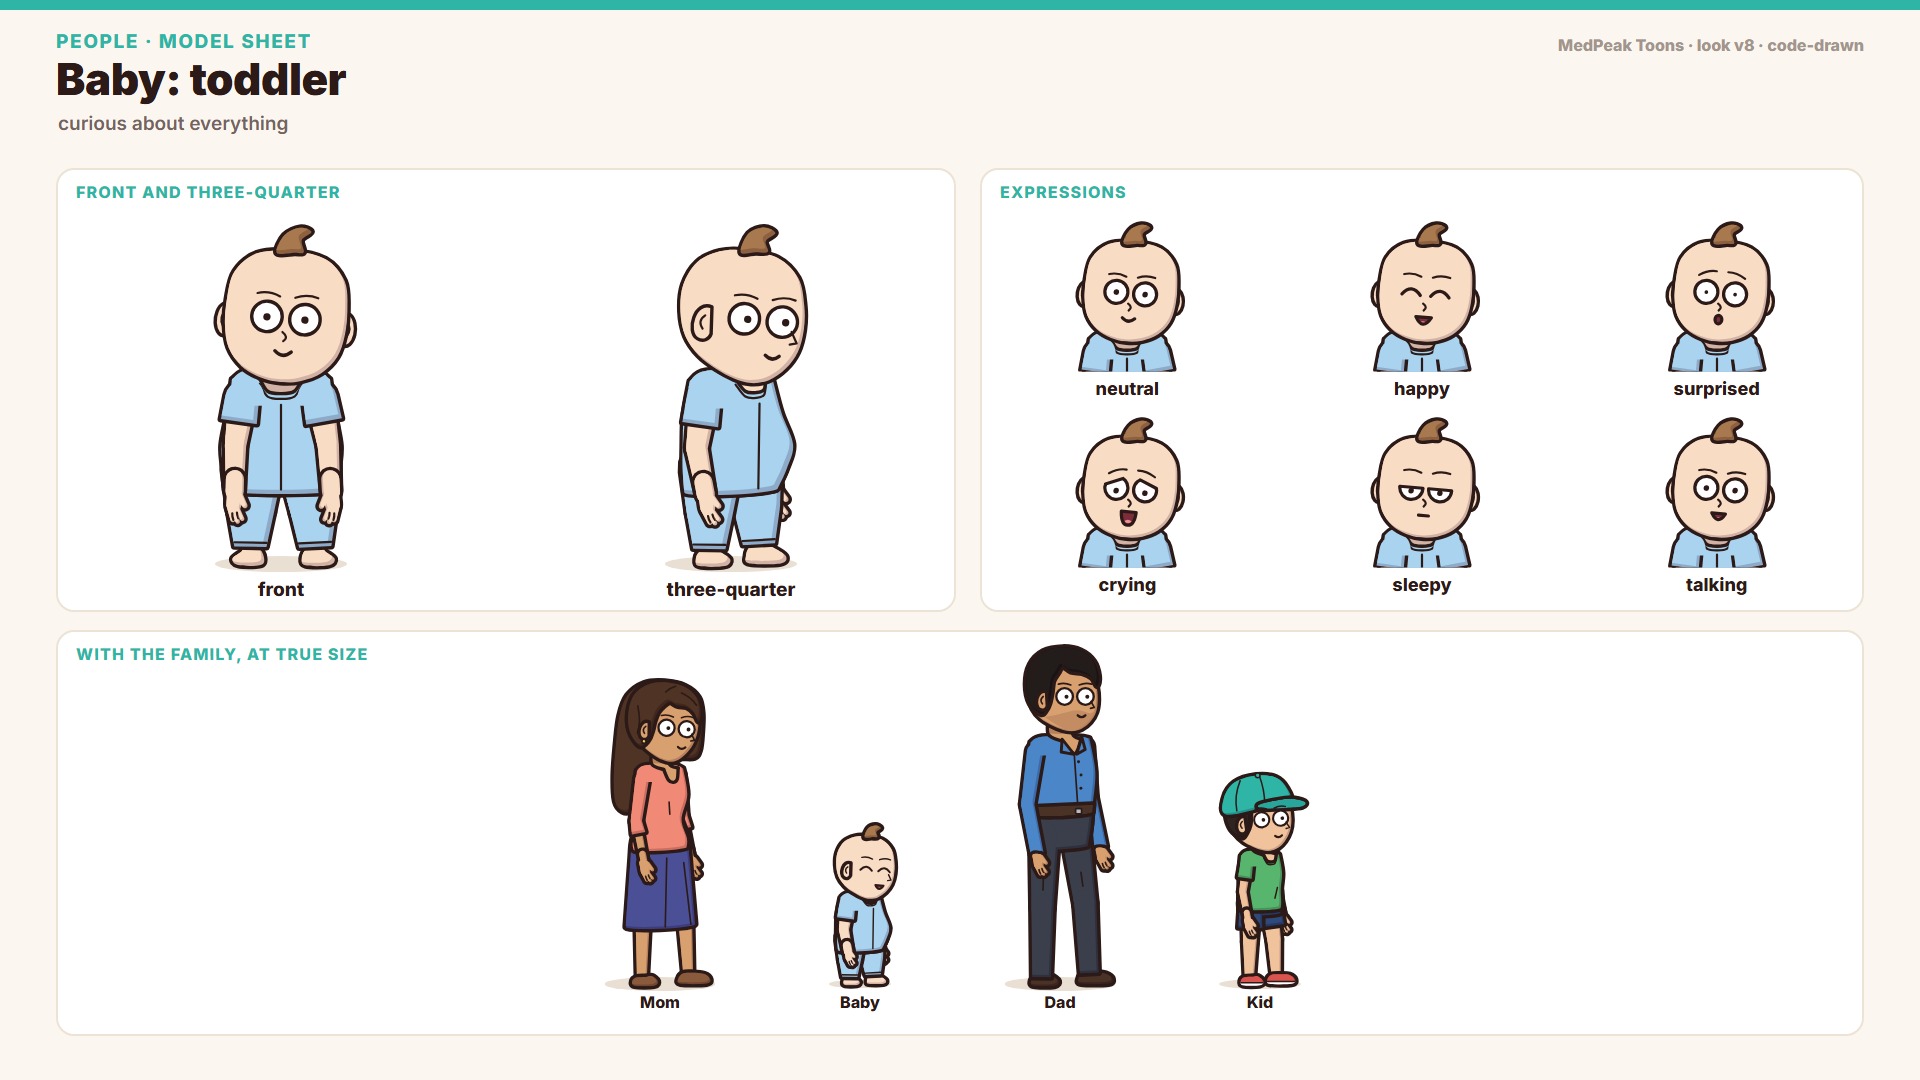 PEOPLE · MODEL SHEET
MedPeak Toons · look v8 · code-drawn
Baby: toddler
curious about everything
FRONT AND THREE-QUARTER
front
three-quarter
EXPRESSIONS
neutral
happy
surprised
crying
sleepy
talking
WITH THE FAMILY, AT TRUE SIZE
Mom
Baby
Dad
Kid